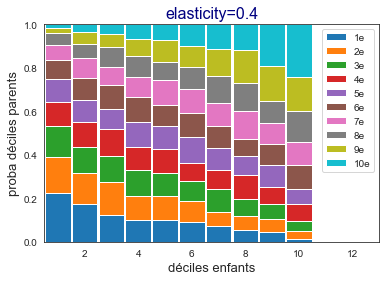 elasticity=0.4
proba déciles parents
1.0
0.8
0.6
0.4
0.2
0.0
1e
2e
3e
4e
5e
6e
7e
8e
9e
10e
2 4 6 8 10 12
déciles enfants